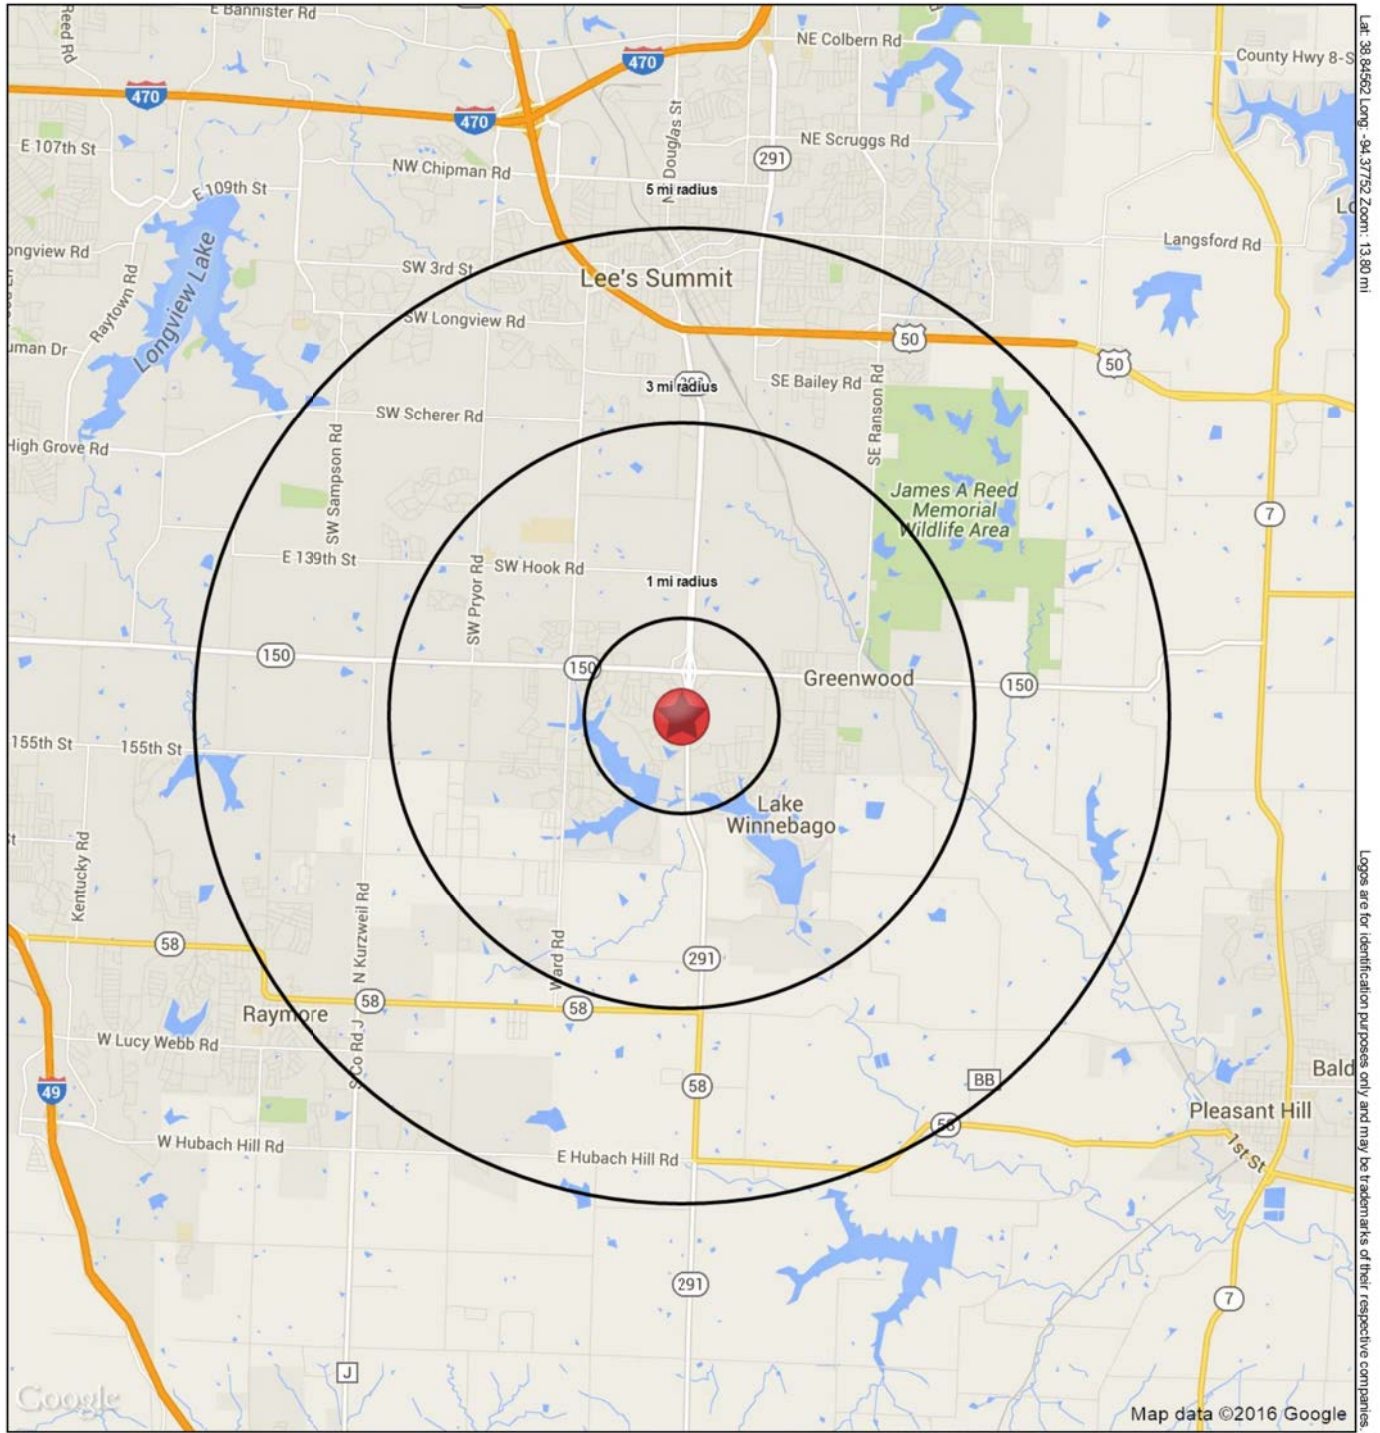 E Bannister Rd
Reed Rd
NE Colbern Rd
County Hwy 8-S
470
470
470
E 107th St
NW Chipman Rd
N Douglas St
NE Scruggs Rd
291
E 109th St
5 mi radius
ongview Rd
Longview Lake
Raytown Rd
SW 3rd St
Lee's Summit
Langsford Rd
SW Longview Rd
uman Dr
50
50
3 mi radius
SE Bailey Rd
SE Ranson Rd
SW Scherer Rd
High Grove Rd
SW Sampson Rd
James A Reed
Memorial
Wildlife Area
7
E 139th St
SW Pryor Rd
SW Hook Rd
1 mi radius
150
150
Greenwood
150
155th St
155th St
Lake
Winnebago
St
Kentucky Rd
N Kurzweil Rd
Ward Rd
58
291
58
58
Raymore
W Lucy Webb Rd
S Co Rd J
49
58
BB
Bald
Pleasant Hill
58
1st St
W Hubach Hill Rd
E Hubach Hill Rd
291
7
J
Google
Map data ©2016 Google
Lat: 38.84562 Long: -94.37752 Zoom: 13.80 mi
Logos are for identification purposes only and may be trademarks of their respective companies.